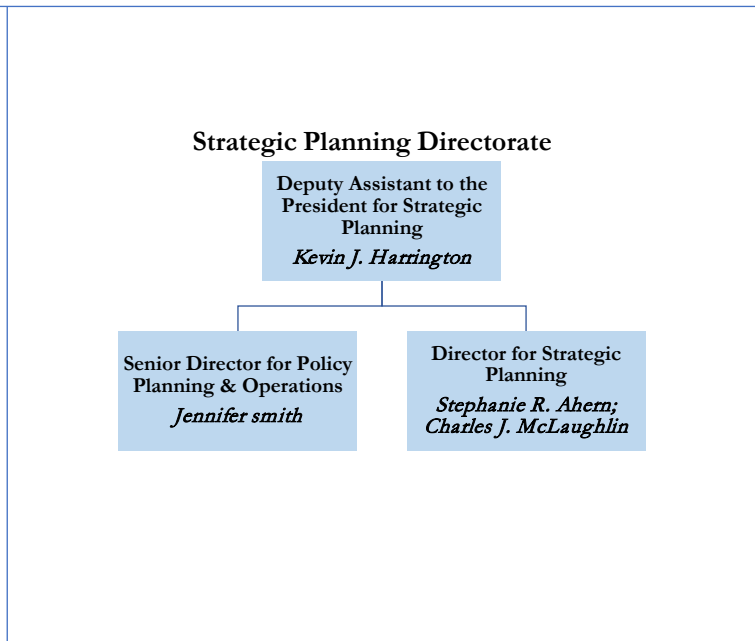 Strategic Planning Directorate
Deputy Assistant to the
President for Strategic
Planning
Kevin J. Harrington
Senior Director for Policy
Planning & Operations
Jennifer smith
Director for Strategic
Planning
Stephanie R. Ahern;
Charles J. McLaughlin